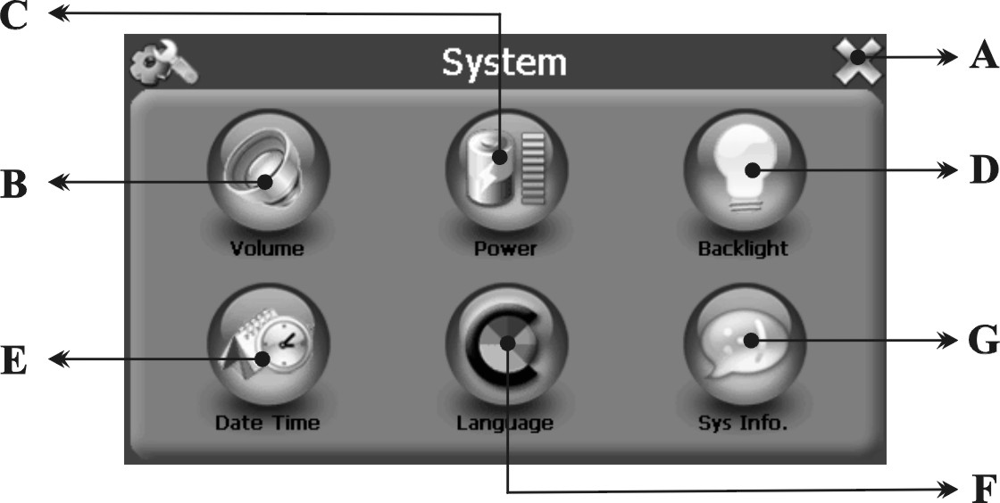 C
System
A
B
D
Volume
Power
Backlight
E
G
Date Time
Language
Sys Info.
F